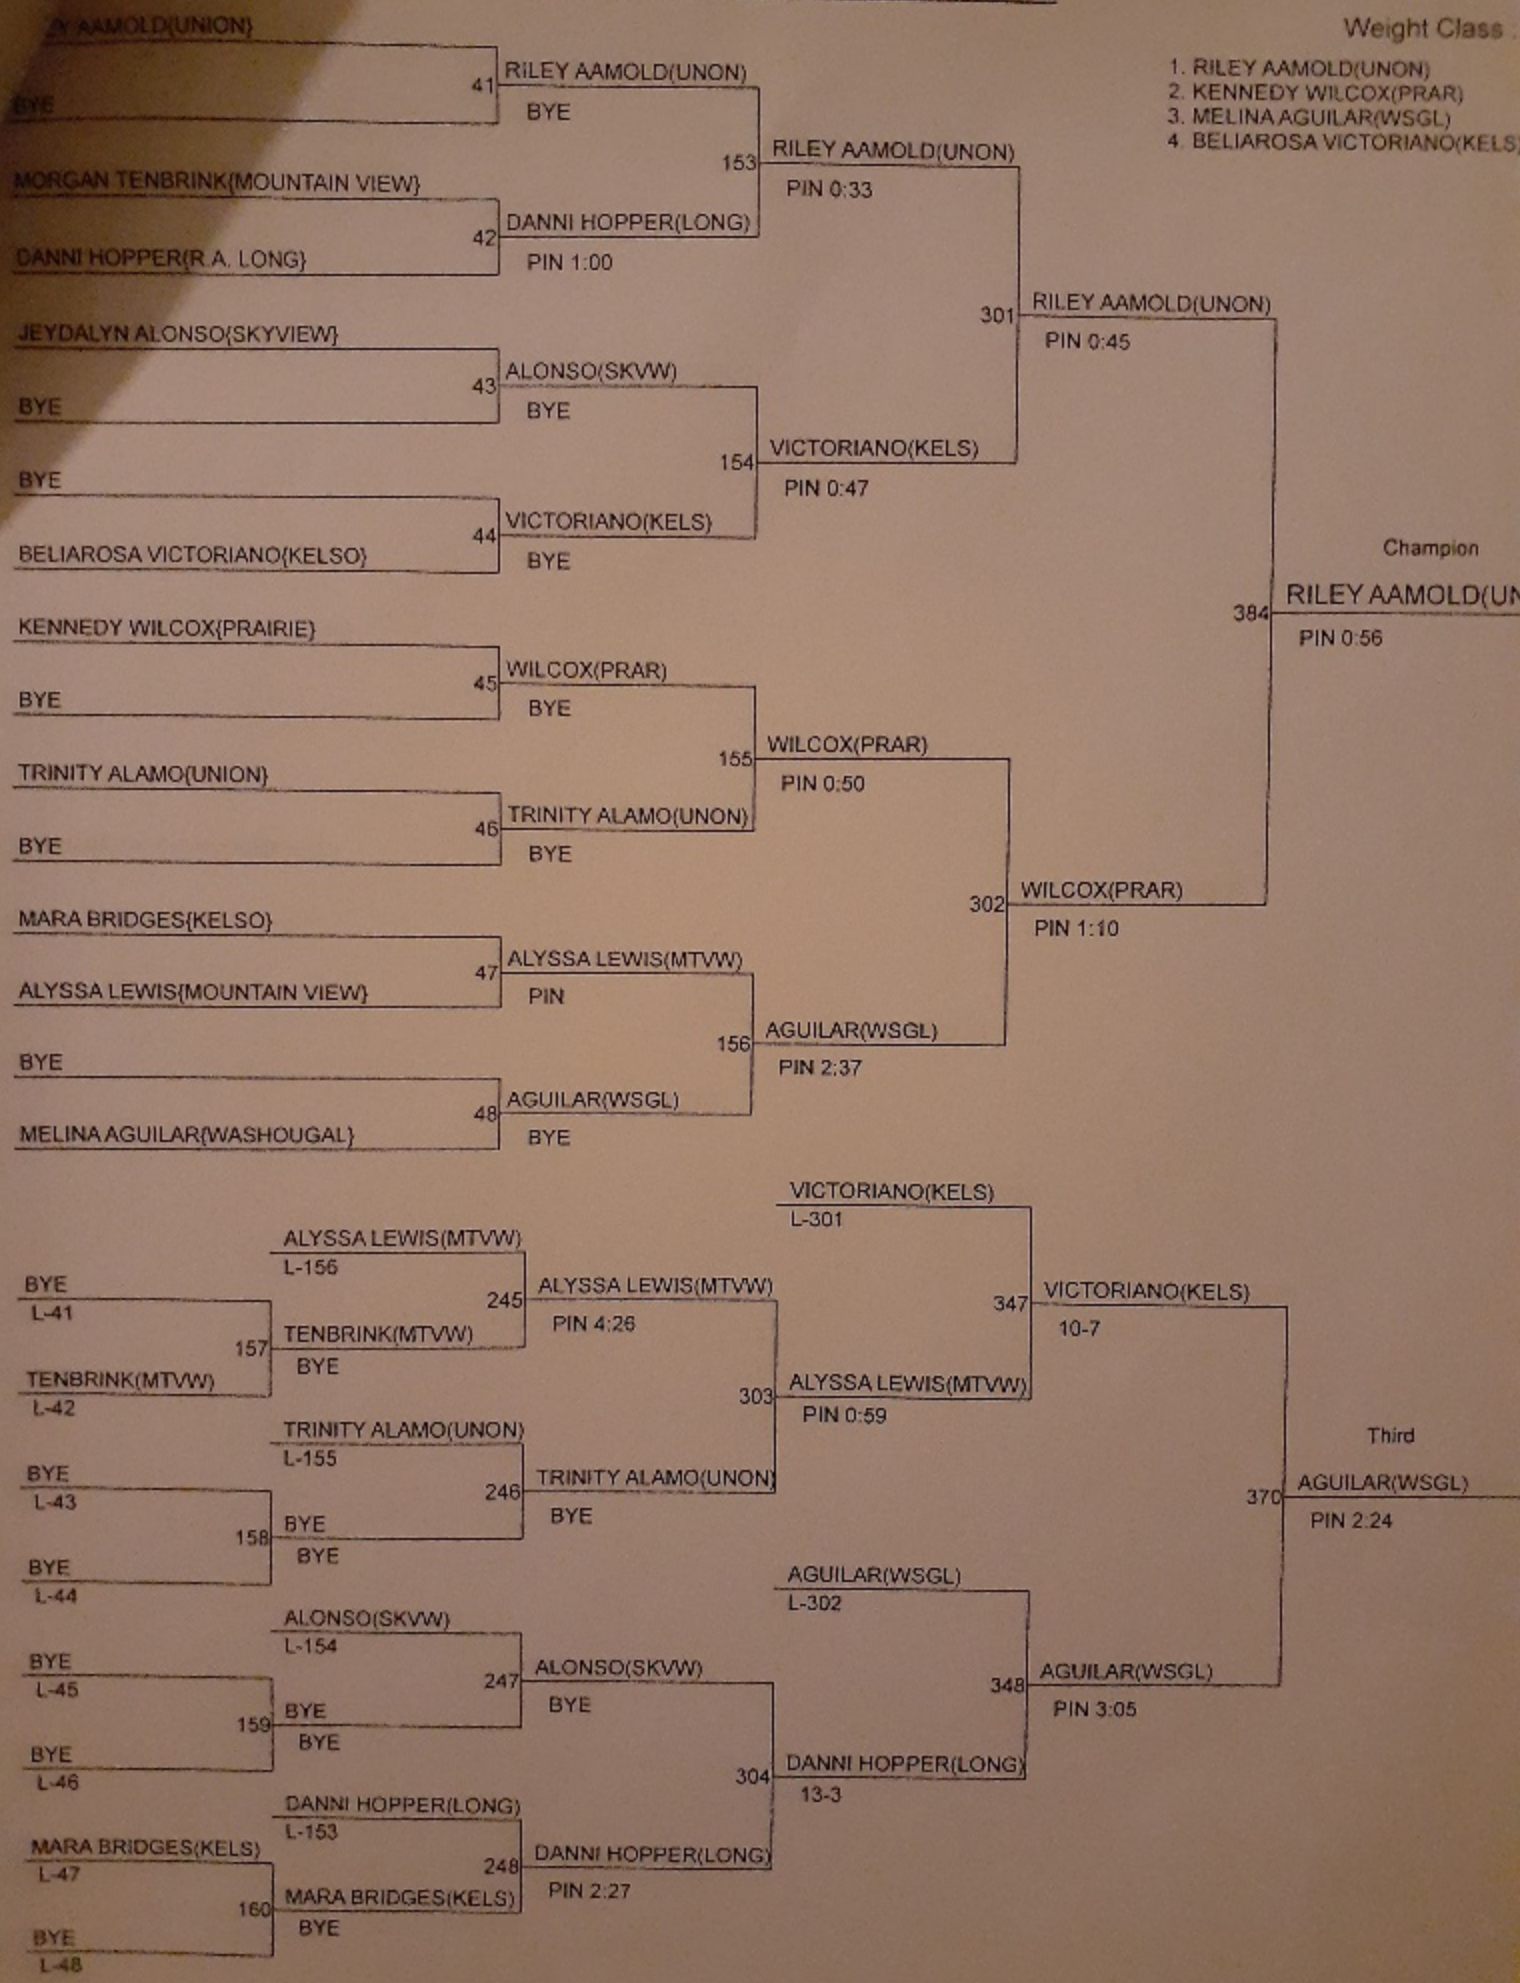 AAMOLD{UNION}
Weight Class :
1. RILEY AAMOLD(UNON)
2. KENNEDY WILCOX(PRAR)
3. MELINA AGUILAR(WSGL)
4. BELIAROSA VICTORIANO(KELS)
41
RILEY AAMOLD(UNON)
BYE
BYE
153
RILEY AAMOLD(UNON)
PIN 0:33
MORGAN TENBRINK{MOUNTAIN VIEW}
42
DANNI HOPPER(LONG)
PIN 1:00
DANNI HOPPER{R.A. LONG}
301
RILEY AAMOLD(UNON)
PIN 0:45
JEYDALYN ALONSO{SKYVIEW}
43
ALONSO(SKVW)
BYE
BYE
154
VICTORIANO(KELS)
PIN 0:47
BYE
44
VICTORIANO(KELS)
BYE
BELIAROSA VICTORIANO{KELSO}
Champion
384
RILEY AAMOLD(UN
PIN 0:56
KENNEDY WILCOX{PRAIRIE}
45
WILCOX(PRAR)
BYE
BYE
155
WILCOX(PRAR)
PIN 0:50
TRINITY ALAMO{UNION}
46
TRINITY ALAMO(UNON)
BYE
BYE
302
WILCOX(PRAR)
PIN 1:10
MARA BRIDGES{KELSO}
47
ALYSSA LEWIS(MTVW)
PIN
ALYSSA LEWIS{MOUNTAIN VIEW}
156
AGUILAR(WSGL)
PIN 2:37
BYE
48
AGUILAR(WSGL)
BYE
MELINA AGUILAR{WASHOUGAL}
VICTORIANO(KELS)
L-301
ALYSSA LEWIS(MTVW)
L-156
BYE
L-41
245
ALYSSA LEWIS(MTVW)
PIN 4:26
347
VICTORIANO(KELS)
10-7
157
TENBRINK(MTVW)
BYE
TENBRINK(MTVW)
L-42
303
ALYSSA LEWIS(MTVW)
PIN 0:59
TRINITY ALAMO(UNON)
L-155
Third
BYE
L-43
246
TRINITY ALAMO(UNON)
BYE
370
AGUILAR(WSGL)
PIN 2:24
158
BYE
BYE
BYE
L-44
AGUILAR(WSGL)
L-302
ALONSO(SKVW)
L-154
BYE
L-45
247
ALONSO(SKVW)
BYE
348
AGUILAR(WSGL)
PIN 3:05
159
BYE
BYE
BYE
L-46
304
DANNI HOPPER(LONG)
13-3
DANNI HOPPER(LONG)
L-153
MARA BRIDGES(KELS)
L-47
248
DANNI HOPPER(LONG)
PIN 2:27
160
MARA BRIDGES(KELS)
BYE
BYE
L-48